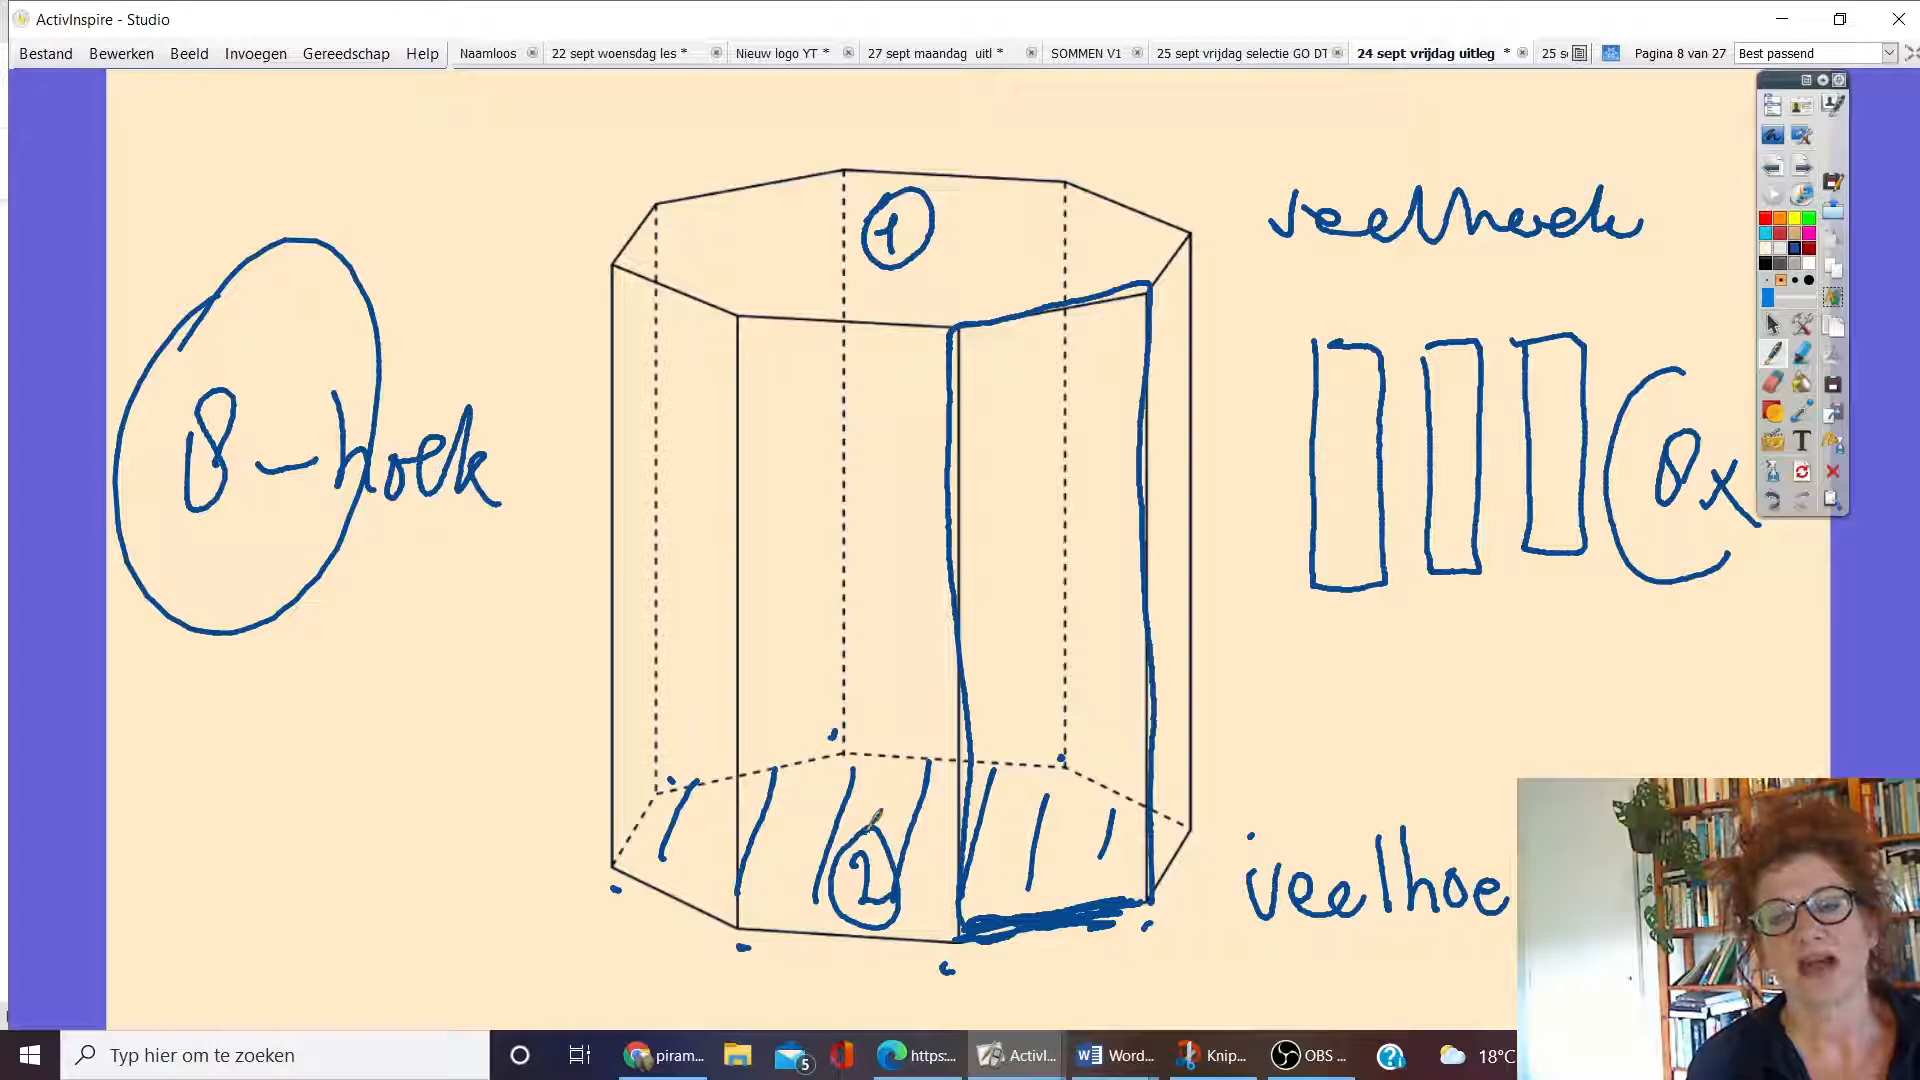 ActivInspire - Studio
Bestand Bewerken Beeld Invoegen Gereedschap Help Naamloos 22 sept woensdag les * Nieuw logo YT * 27 sept maandag uitl * SOMMEN V1 25 sept vrijdag selectie GO DT 24 sept vrijdag uitleg * 25 s Pagina 8 van 27 Best passend
1
veelhoek
8-hoek
8x
2
veelhoe
Typ hier om te zoeken
piram...
5
https:...
ActivI...
Word...
Knip...
OBS ...
18°C